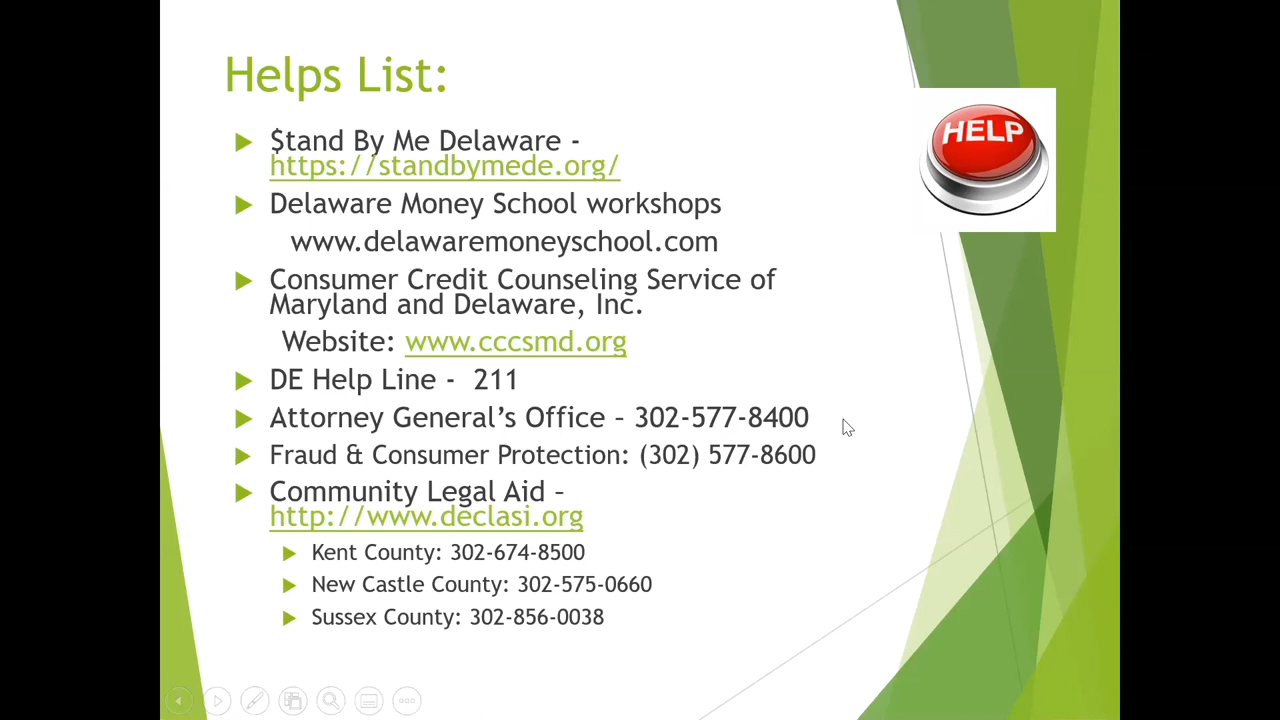 Helps List:
$tand By Me Delaware -
https://standbymede.org/
Delaware Money School workshops
www.delawaremoneyschool.com
Consumer Credit Counseling Service of
Maryland and Delaware, Inc.
Website: www.cccsmd.org
DE Help Line -  211
Attorney General’s Office – 302-577-8400
Fraud & Consumer Protection: (302) 577-8600
Community Legal Aid –
http://www.declasi.org
Kent County: 302-674-8500
New Castle County: 302-575-0660
Sussex County: 302-856-0038
HELP